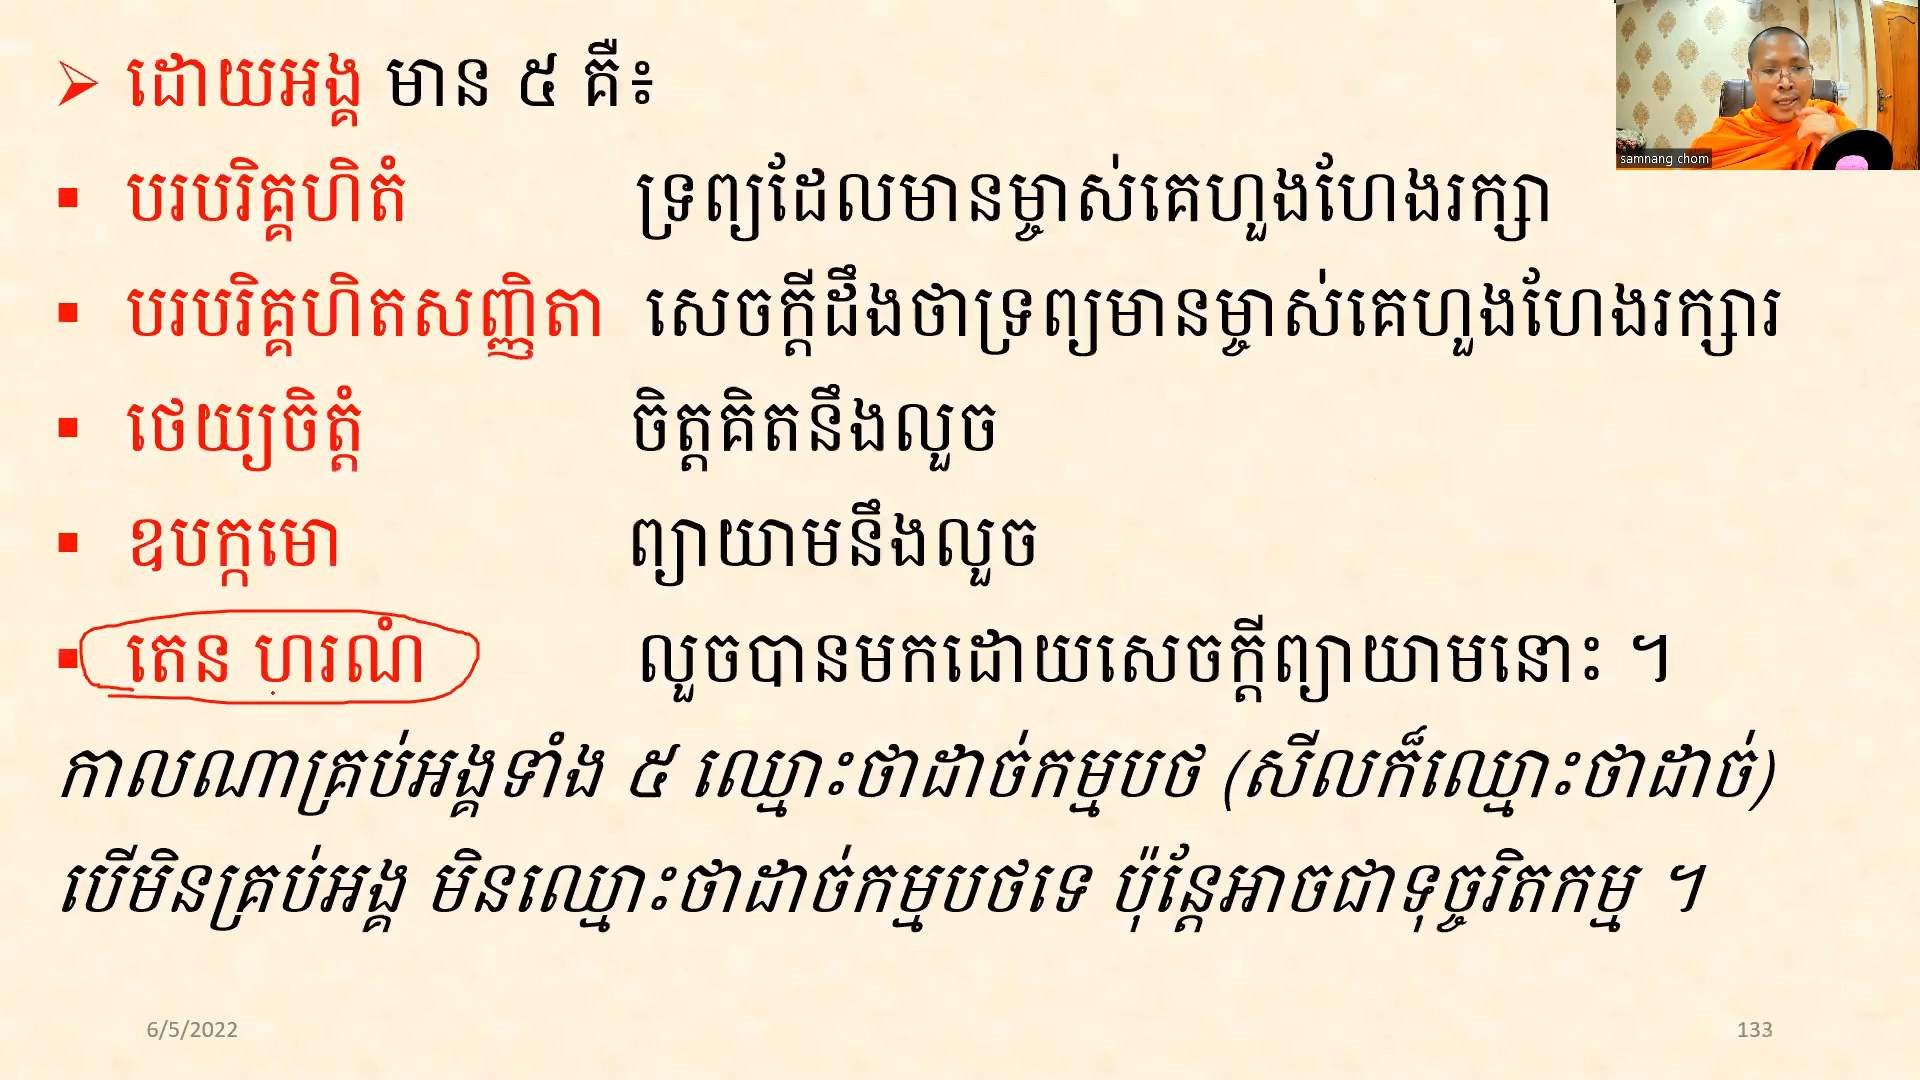 ដោយអង្គ មាន ៥ គឺ៖
samnang chom
បរបរិគ្គហិតំ ទ្រព្យដែលមានម្ចាស់គេហួងហែងរក្សា
បរបរិគ្គហិតសញ្ញិតា សេចក្តីដឹងថាទ្រព្យមានម្ចាស់គេហួងហែងរក្សារ
ថេយ្យចិត្តំ ចិត្តគិតនឹងលួច
ឧបក្កមោ ព្យាយាមនឹងលួច
តេន ហរណំ លួចបានមកដោយសេចក្តីព្យាយាមនោះ ។
កាលណាគ្រប់អង្គទាំង ៥ ឈ្មោះថាដាច់កម្មបថ (សីលក៏ឈ្មោះថាដាច់)
បើមិនគ្រប់អង្គ មិនឈ្មោះថាដាច់កម្មបថទេ ប៉ុន្តែអាចជាទុច្ចរិតកម្ម ។
6/5/2022
133